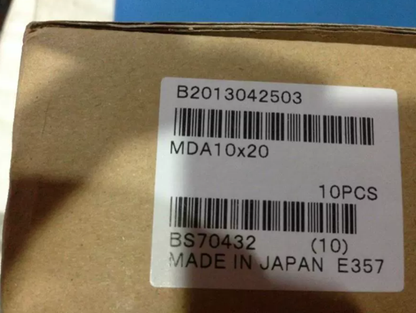 B2013042503
MDA10x20
10PCS
BS70432 (10)
MADE IN JAPAN E357